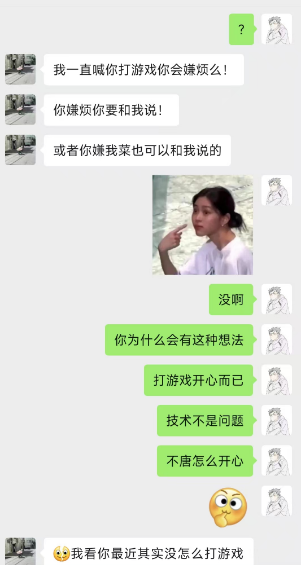 ？
我一直喊你打游戏你会嫌烦么！
你嫌烦你要和我说！
或者你嫌我菜也可以和我说的
没啊
你为什么会有这种想法
打游戏开心而已
技术不是问题
不唐怎么开心
我看你最近其实没怎么打游戏